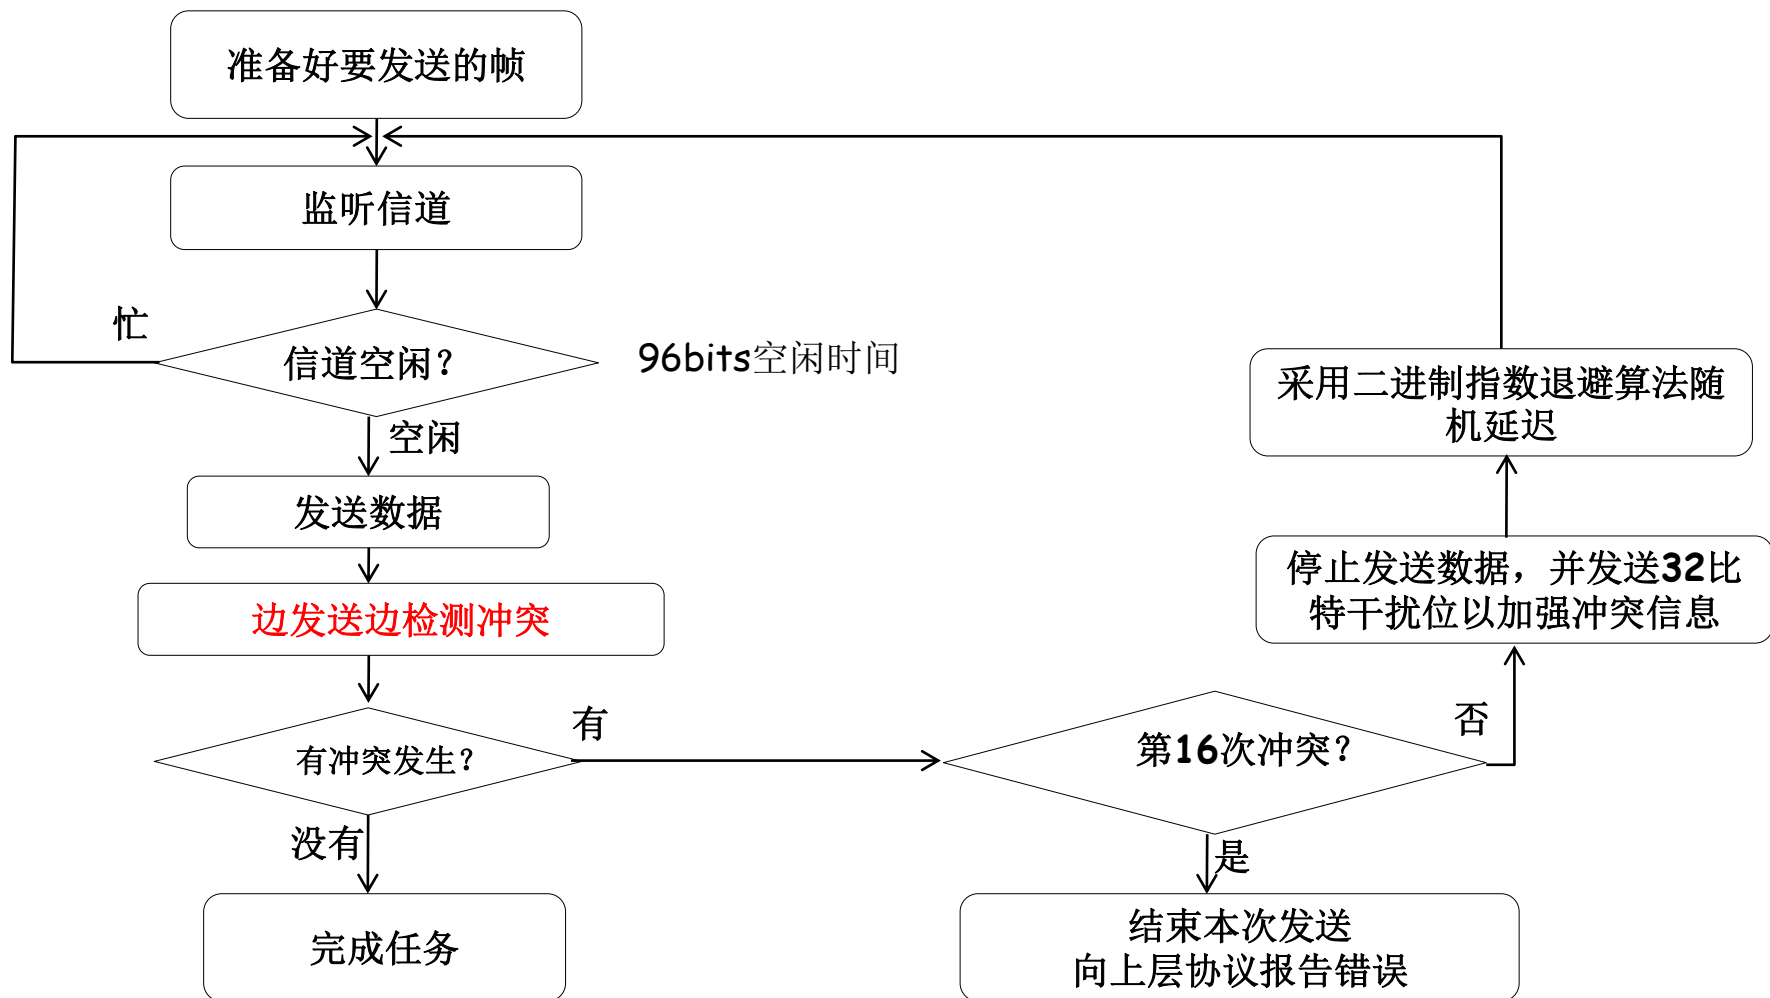 准备好要发送的帧
监听信道
忙
信道空闲？
96bits空闲时间
空闲
发送数据
边发送边检测冲突
有冲突发生？
有
没有
完成任务
第16次冲突？
否
是
结束本次发送
向上层协议报告错误
停止发送数据，并发送32比
特干扰位以加强冲突信息
采用二进制指数退避算法随
机延迟